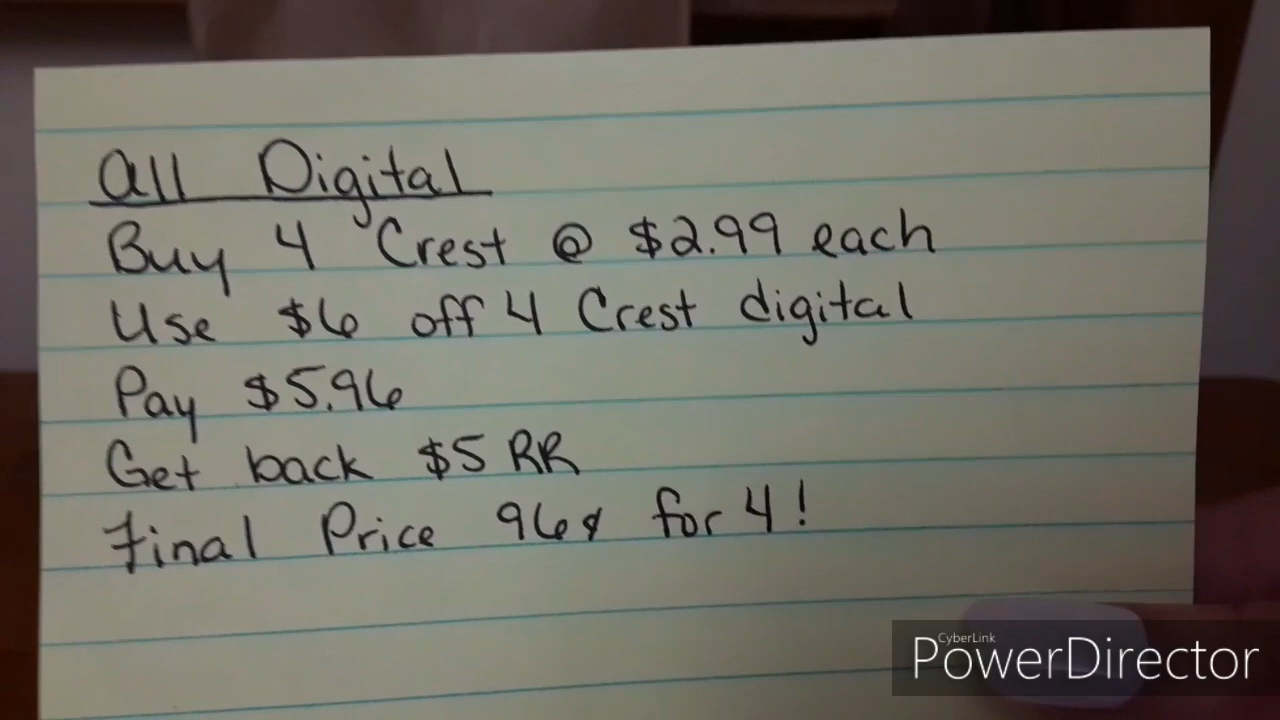 All Digital
Buy 4 Crest @ $2.99 each
Use $6 off 4 Crest digital
Pay $5.96
Get back $5 RR
Final Price 96¢ for 4!
CyberLink
PowerDirector